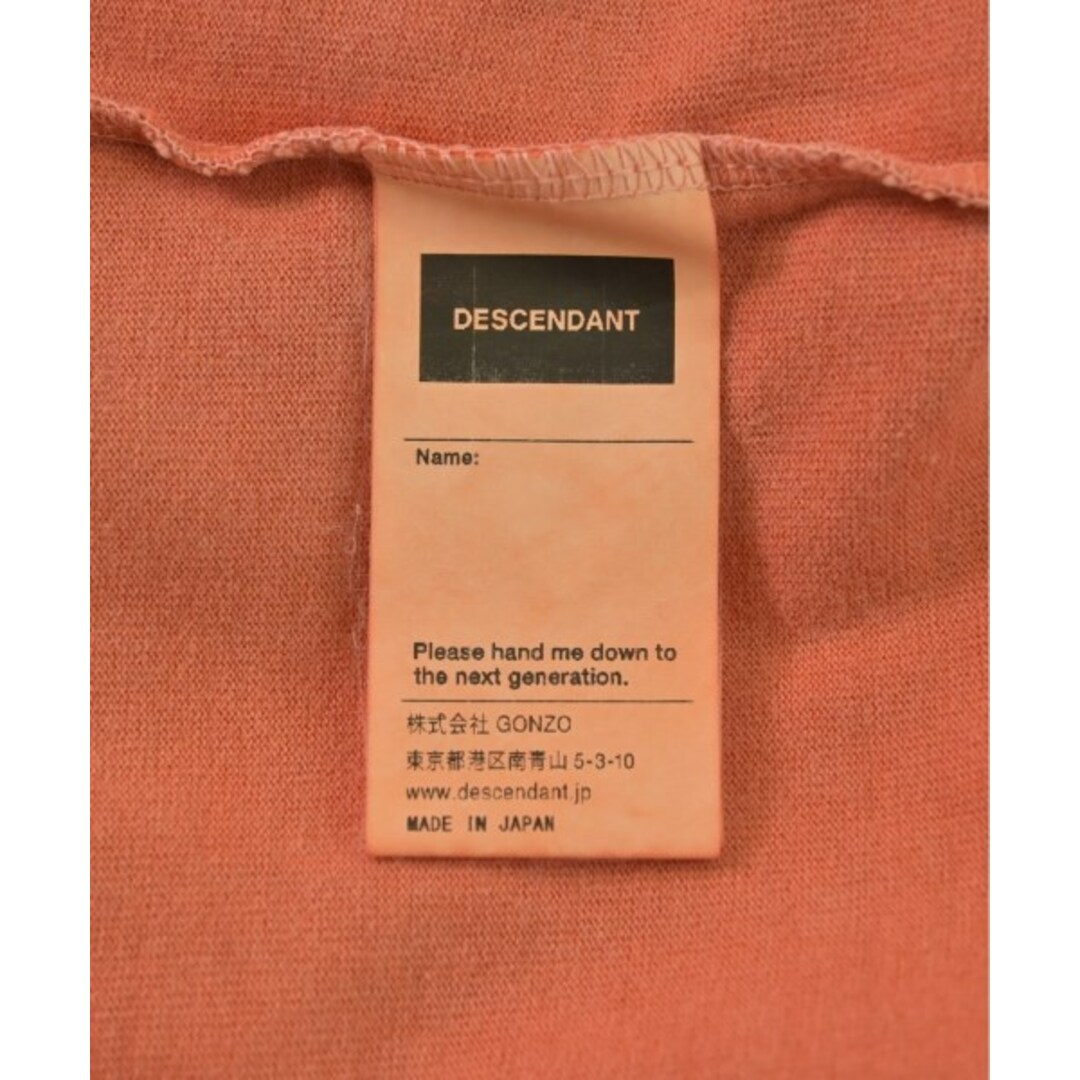 DESCENDANT
Name:
Please hand me down to
the next generation.
株式会社 GONZO
東京都港区南青山 5-3-10
www.descendant.jp
MADE IN JAPAN